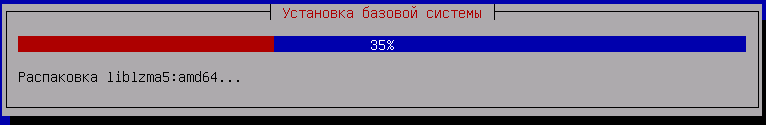 Установка базовой системы
35%
Распаковка liblzma5:amd64...